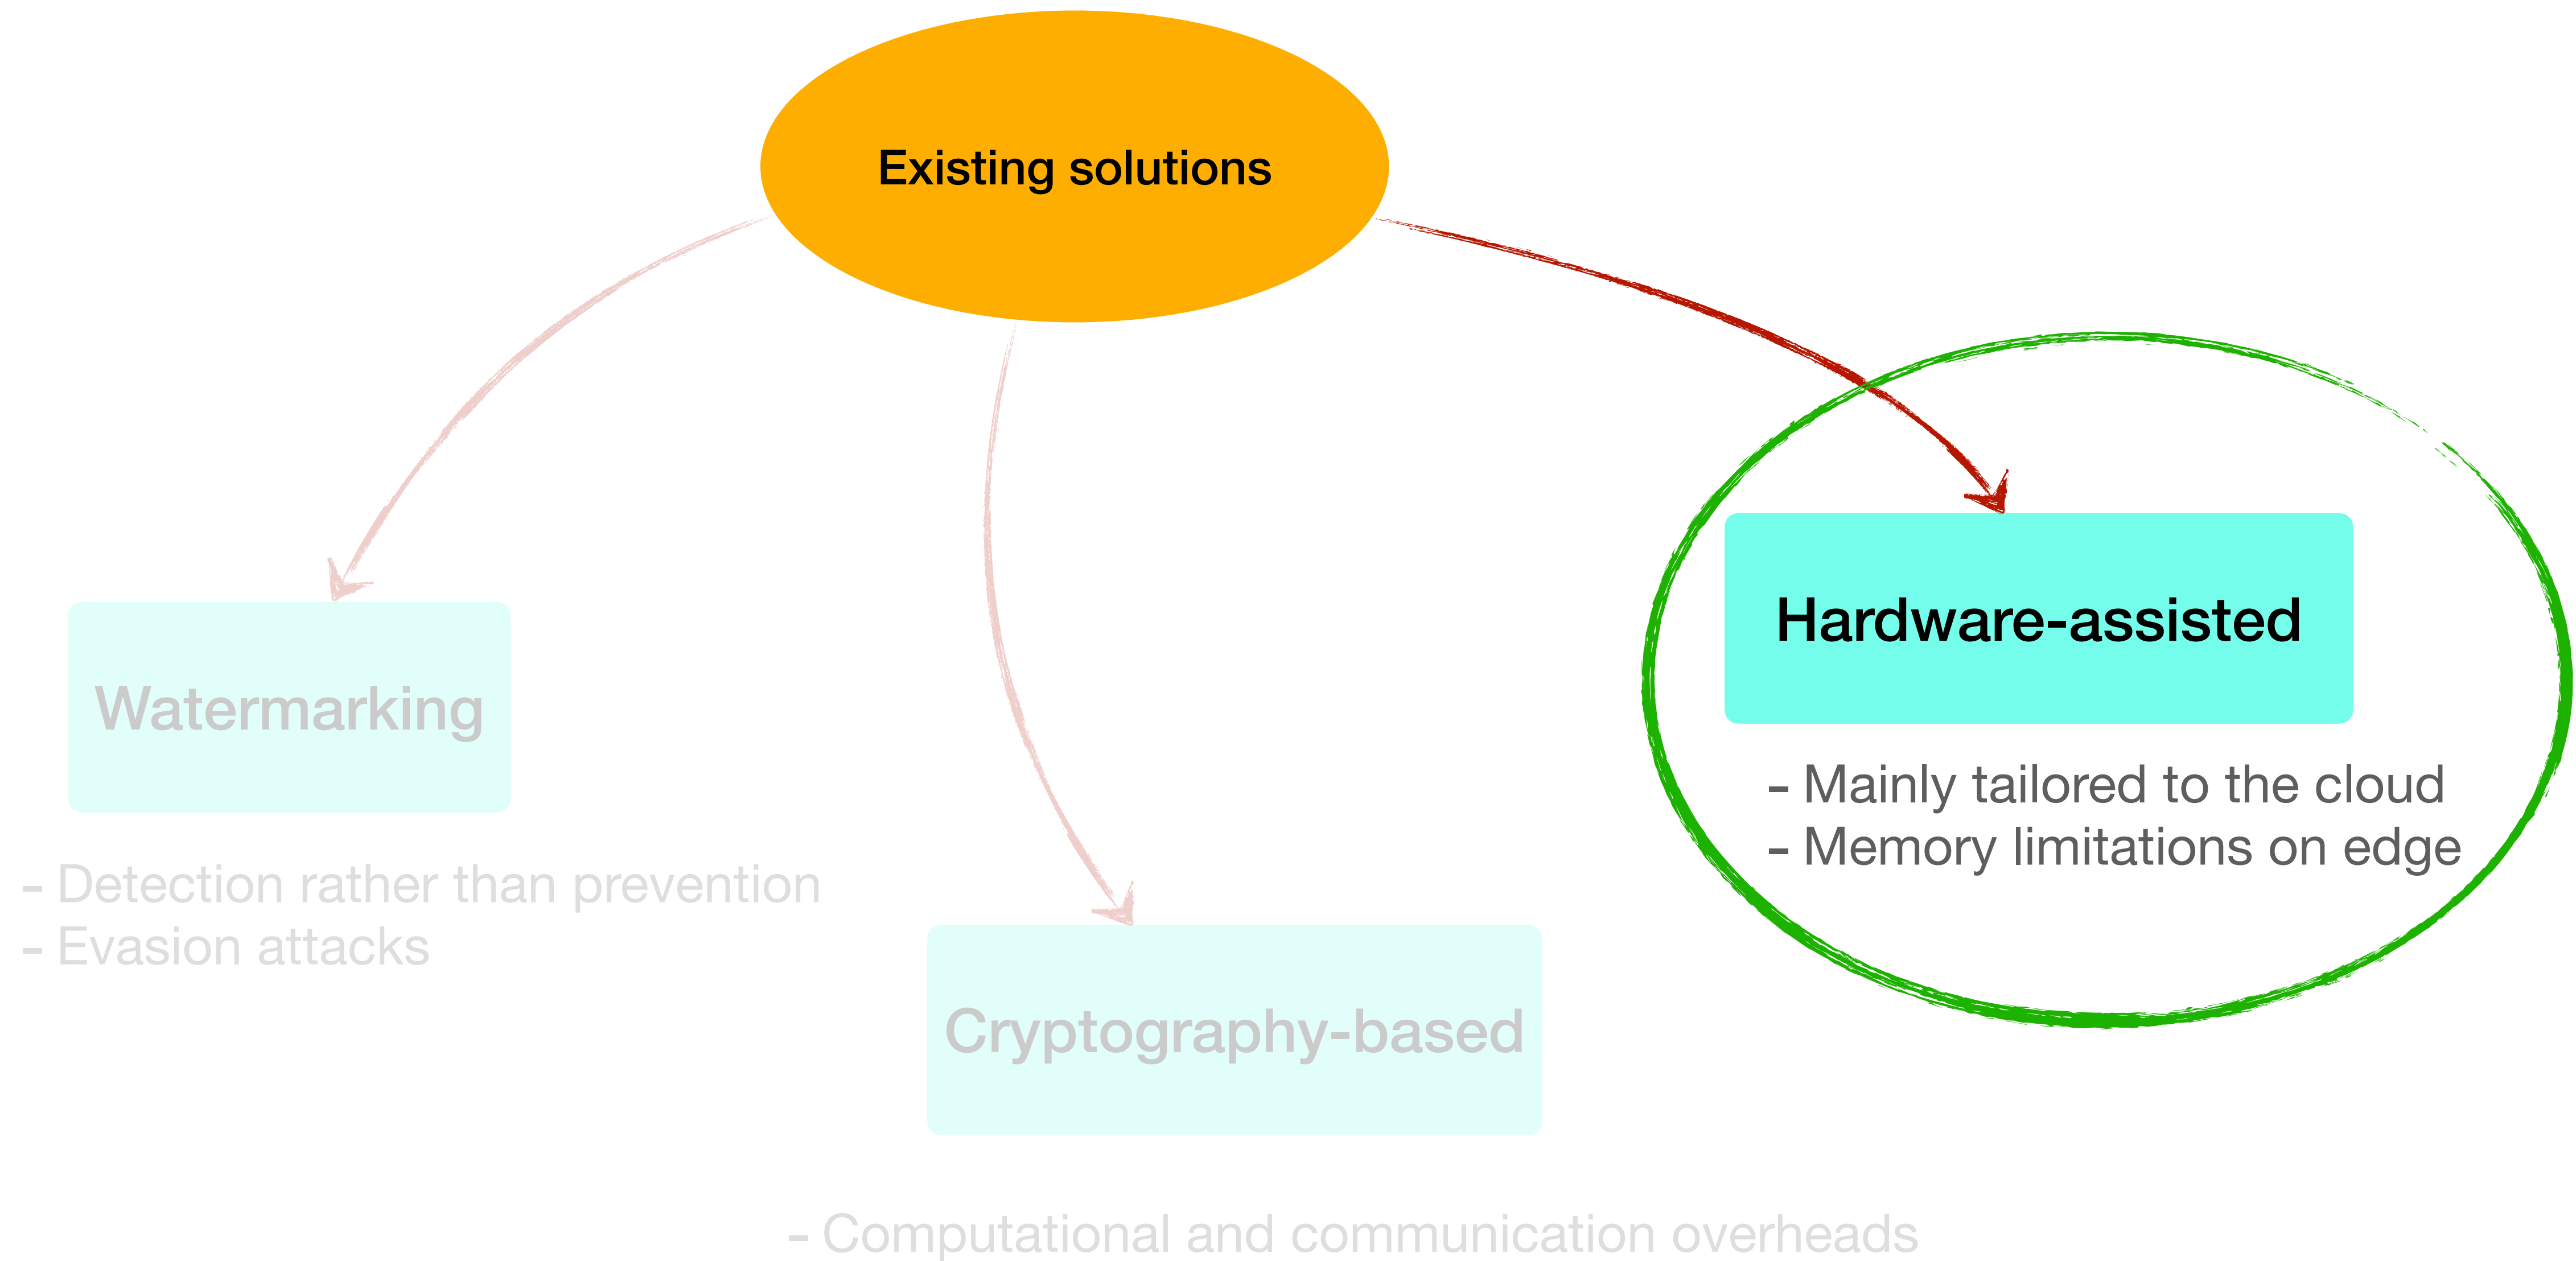 Existing solutions
Watermarking
- Detection rather than prevention
- Evasion attacks
Cryptography-based
- Computational and communication overheads
Hardware-assisted
- Mainly tailored to the cloud
- Memory limitations on edge